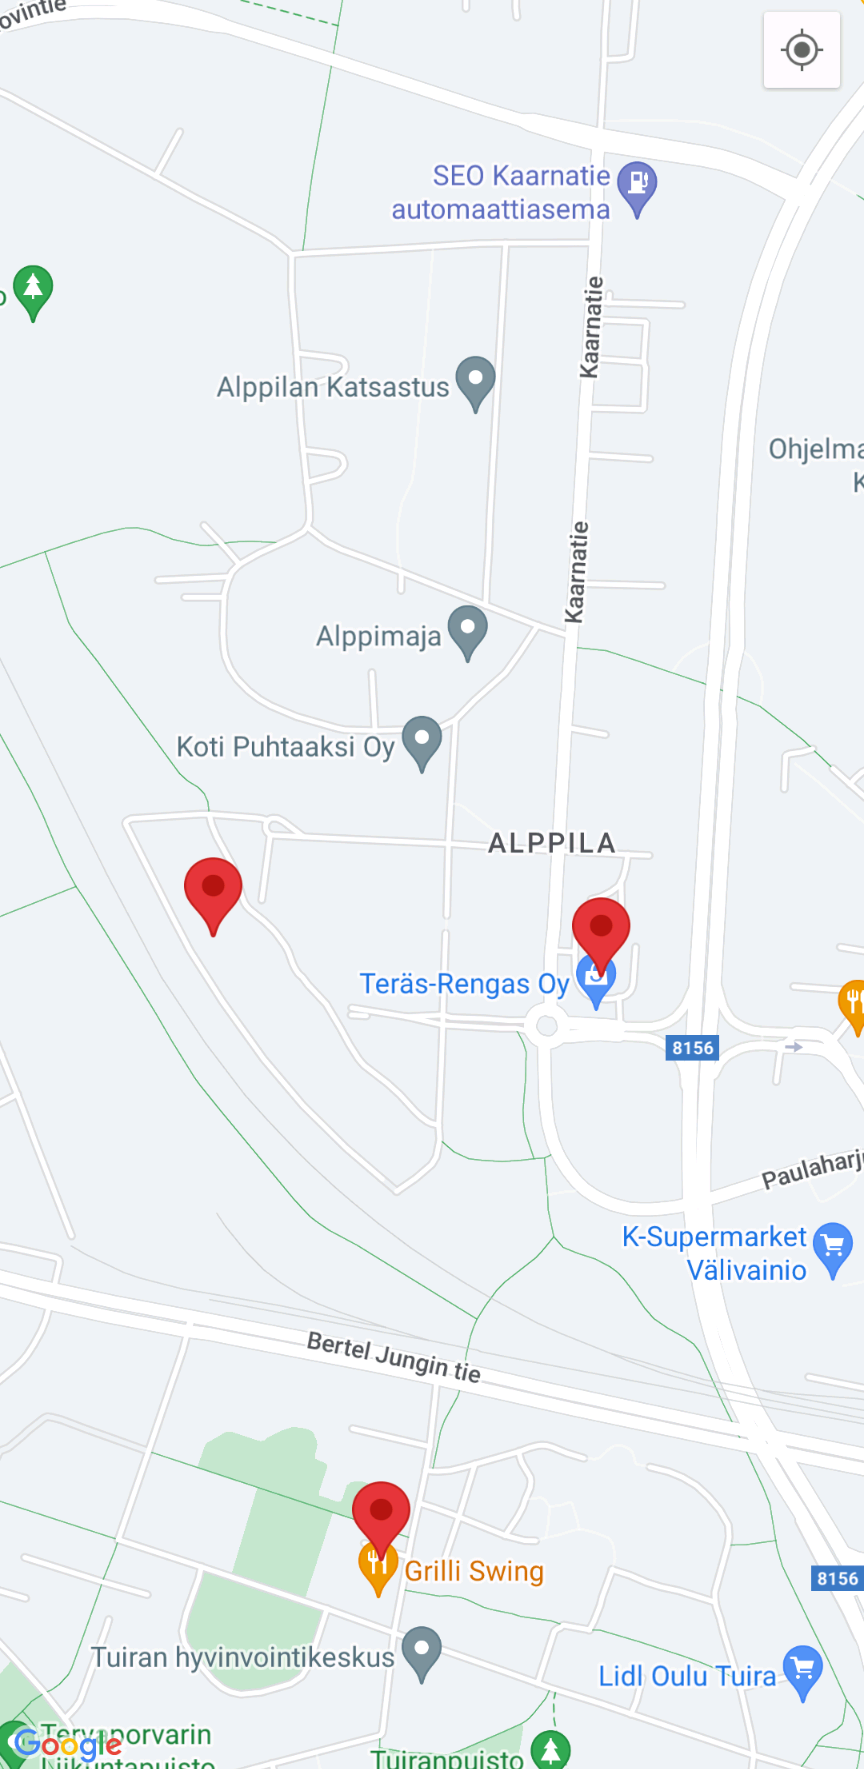 ovintie
SEO Kaarnatie
automaattiasema
Kaarnatie
o
Alppilan Katsastus
Ohjelma
K
Kaarnatie
Alppimaja
Koti Puhtaaksi Oy
ALPPILA
Teräs-Rengas Oy
8156
Paulaharju
K-Supermarket
Välivainio
Bertel Jungin tie
Grilli Swing
8156
Tuiran hyvinvointikeskus
Lidl Oulu Tuira
Tervaporvarin
Liikuntapuisto
Google
Tuiranpuisto